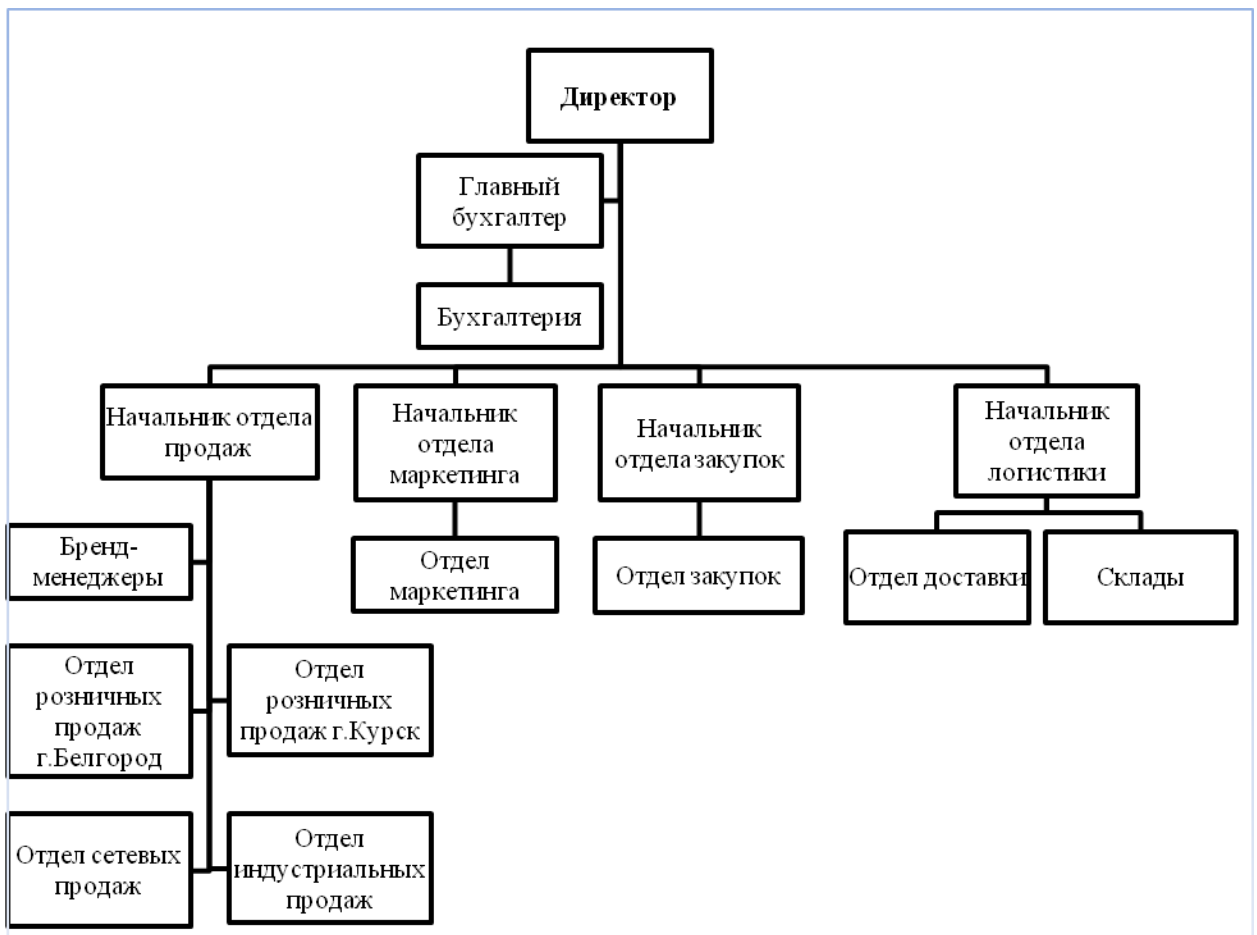 Директор
Главный
бухгалтер
Бухгалтерия
Начальник отдела
продаж
Начальник
отдела
маркетинга
Начальник
отдела закупок
Начальник
отдела
логистики
Бренд-
менеджеры
Отдел
маркетинга
Отдел закупок
Отдел доставки
Склады
Отдел
розничных
продаж
г.Белгород
Отдел
розничных
продаж г.Курск
Отдел сетевых
продаж
Отдел
индустриальных
продаж